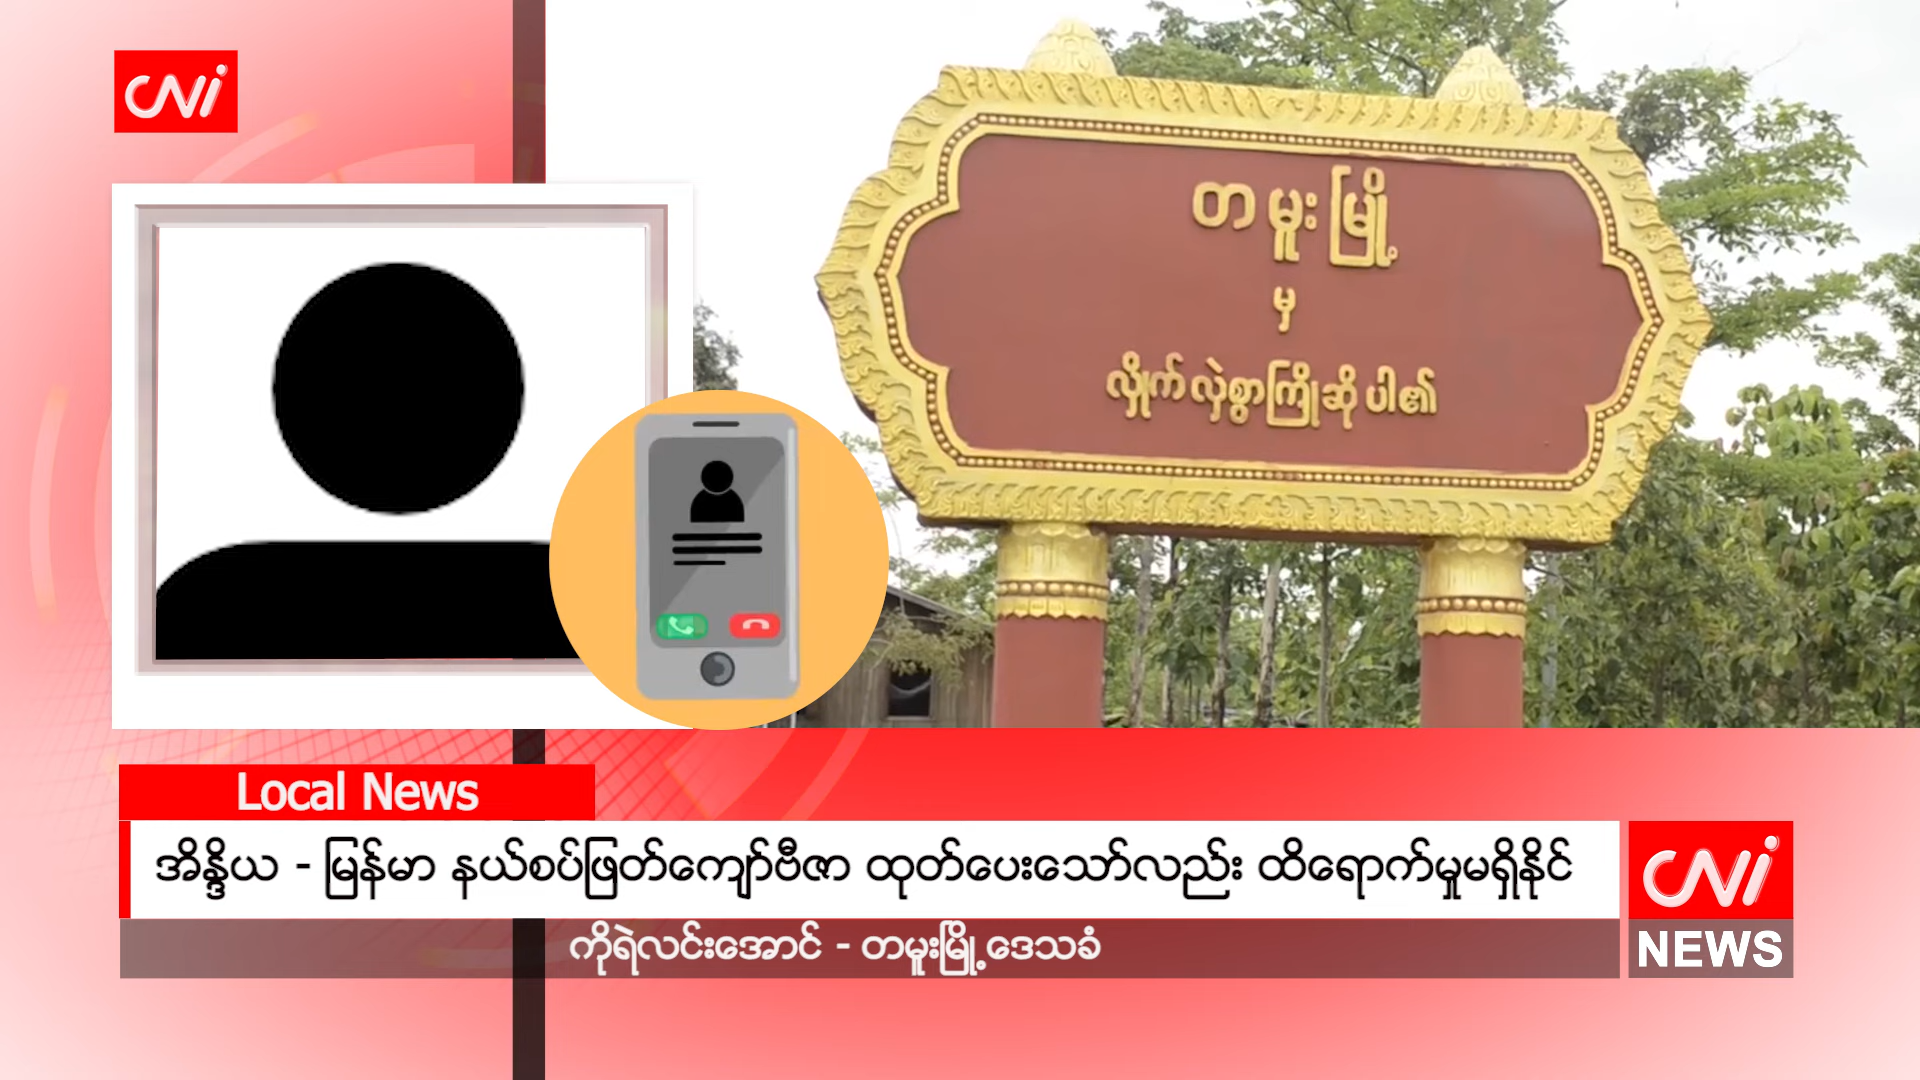 CNi
တမူးမြို့
မှ
လှိုက်လှဲစွာကြိုဆိုပါ၏
Local News
အိန္ဒိယ - မြန်မာ နယ်စပ်ဖြတ်ကျော်ဗီဇာ ထုတ်ပေးသော်လည်း ထိရောက်မှုမရှိနိုင်
ကိုရဲလင်းအောင် - တမူးမြို့ဒေသခံ
CNi
NEWS